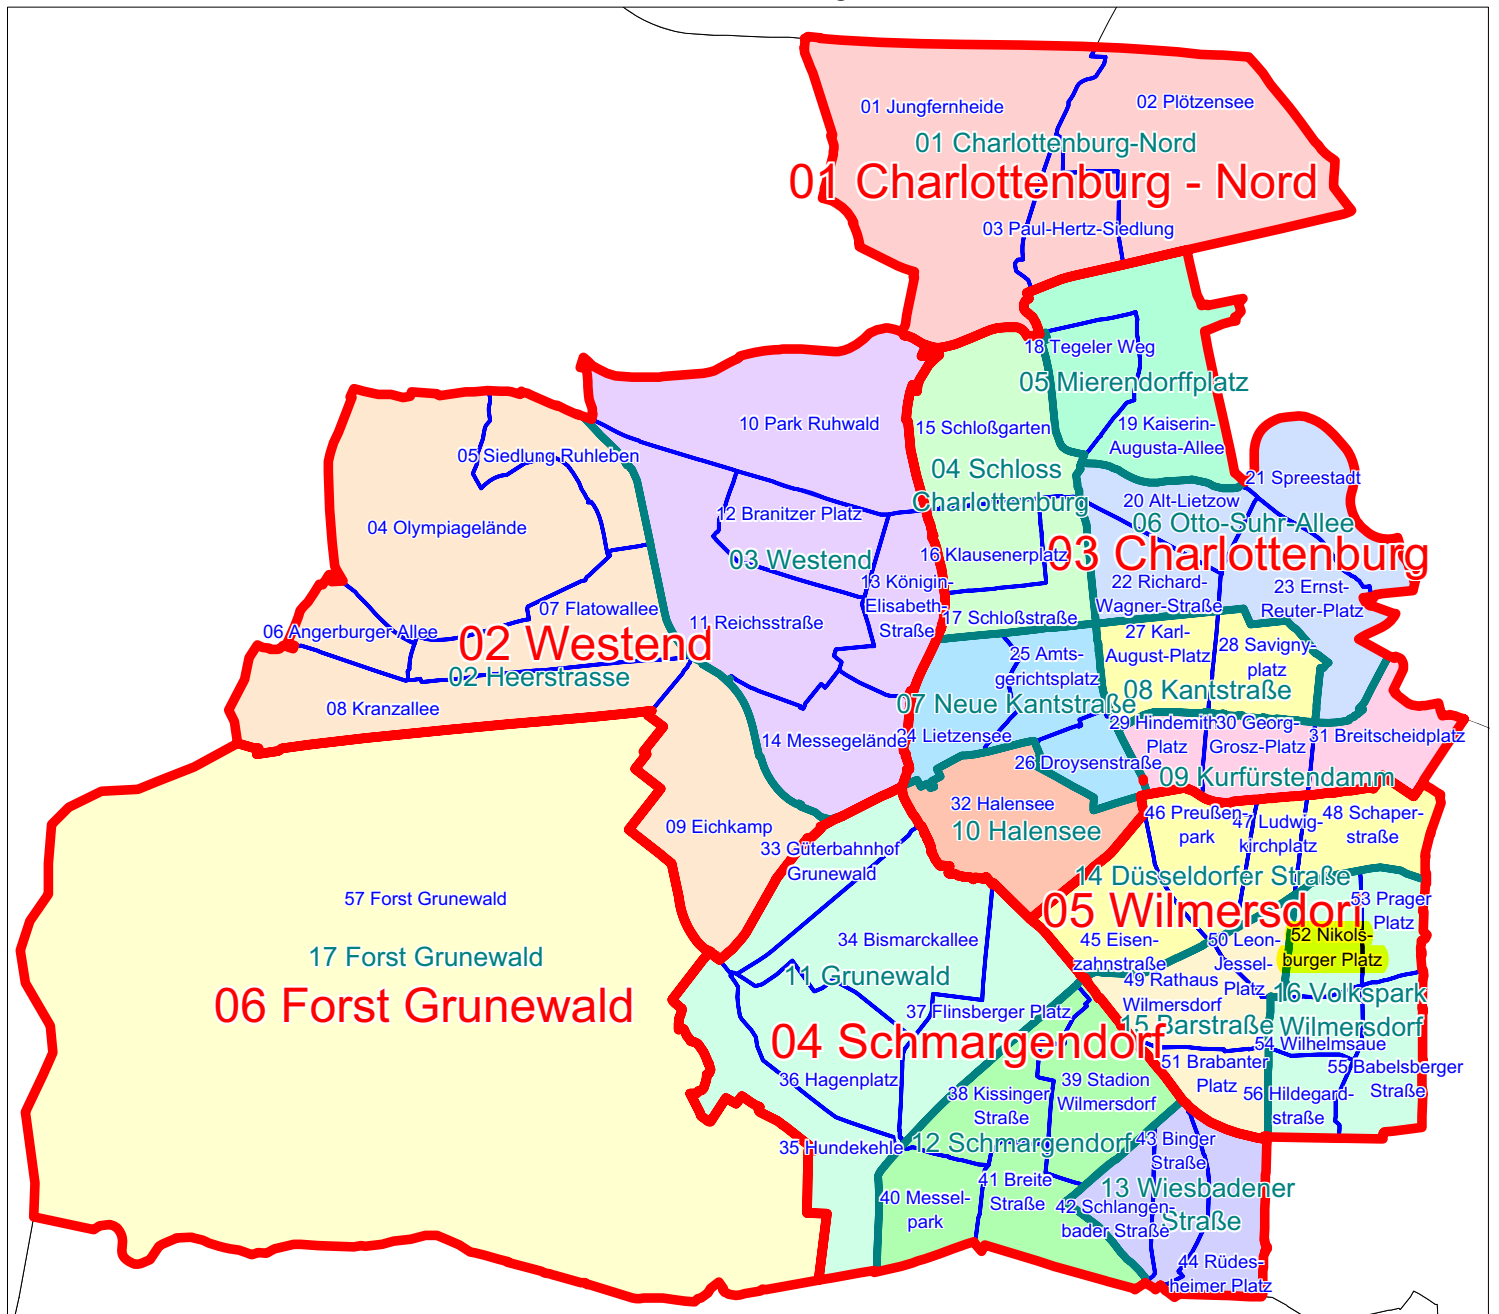 01 Jungfernheide
02 Plötzensee
01 Charlottenburg-Nord
01 Charlottenburg - Nord
03 Paul-Hertz-Siedlung
18 Tegeler Weg
05 Mierendorffplatz
10 Park Ruhwald
15 Schloßgarten
19 Kaiserin-
Augusta-Allee
05 Siedlung Ruhleben
04 Schloss
Charlottenburg
21 Spreestadt
20 Alt-Lietzow
04 Olympiagelände
12 Branitzer Platz
06 Otto-Suhr-Allee
03 Westend
16 Klausenerplatz
03 Charlottenburg
13 Königin-
Elisabeth-
Straße
22 Richard-
Wagner-Straße
23 Ernst-
Reuter-Platz
07 Flatowallee
11 Reichsstraße
17 Schloßstraße
06 Angerburger Allee
02 Westend
02 Heerstrasse
27 Karl-
August-Platz
28 Savigny-
platz
25 Amts-
gerichtsplatz
08 Kantstraße
08 Kranzallee
07 Neue Kantstraße
14 Messegelände
24 Lietzensee
29 Hindemith-
Platz
30 Georg-
Grosz-Platz
31 Breitscheidplatz
26 Droysenstraße
09 Kurfürstendamm
32 Halensee
10 Halensee
46 Preußen-
park
47 Ludwig-
kirchplatz
48 Schaper-
straße
09 Eichkamp
33 Güterbahnhof
Grunewald
14 Düsseldorfer Straße
57 Forst Grunewald
05 Wilmersdorf
53 Prager
Platz
34 Bismarckallee
45 Eisen-
zahnstraße
50 Leon-
Jessel-
Platz
52 Nikols-
burger Platz
17 Forst Grunewald
11 Grunewald
49 Rathaus
Wilmersdorf
16 Volkspark
Wilmersdorf
06 Forst Grunewald
37 Flinsberger Platz
15 Barstraße
04 Schmargendorf
54 Wilhelmsaue
51 Brabanter
Platz
55 Babelsberger
Straße
36 Hagenplatz
38 Kissinger
Straße
39 Stadion
Wilmersdorf
56 Hildegard-
straße
35 Hundekehle
12 Schmargendorf
43 Binger
Straße
40 Messel-
park
41 Breite
Straße
13 Wiesbadener
Straße
42 Schlangen-
bader Straße
44 Rüdes-
heimer Platz